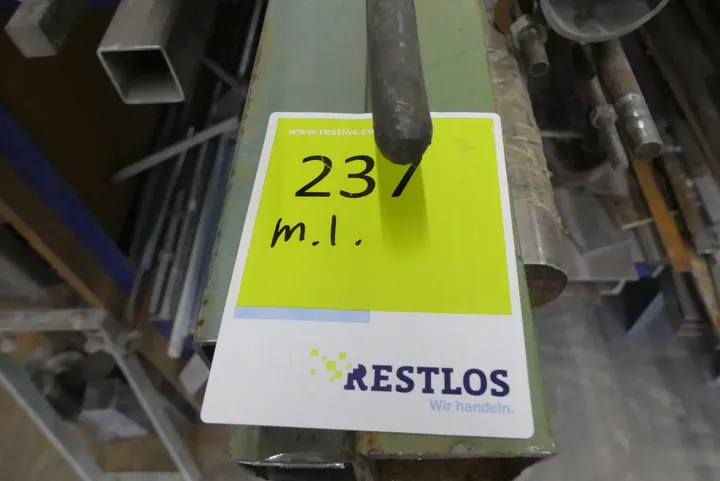 www.restlos.co
237
m.l.
RESTLOS
Wir handeln.